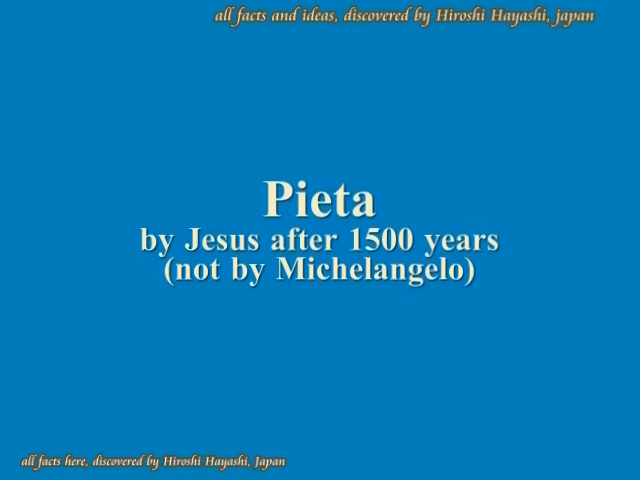 all facts and ideas, discovered by Hiroshi Hayashi, japan
Pieta
by Jesus after 1500 years
(not by Michelangelo)
all facts here, discovered by Hiroshi Hayashi, Japan